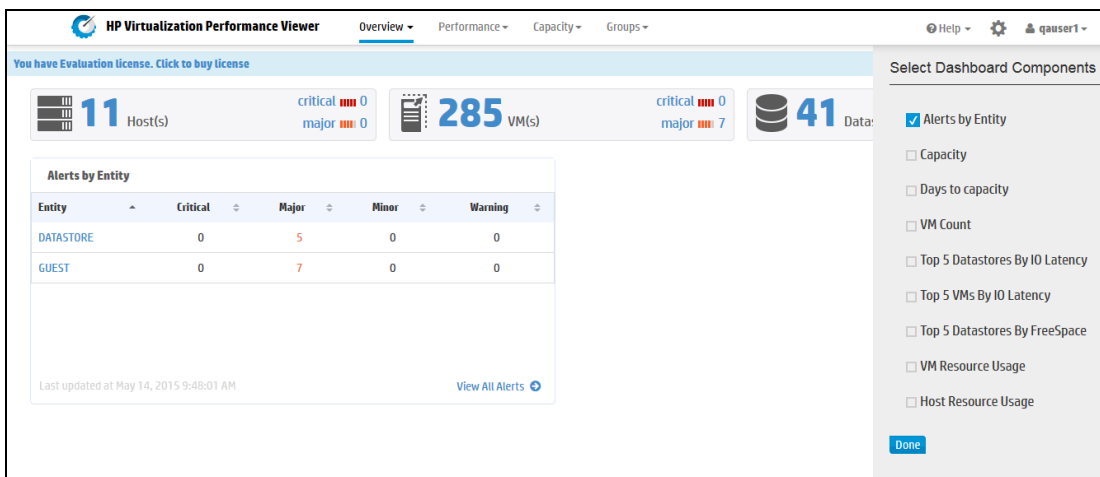 HP Virtualization Performance Viewer Overview Performance Capacity Groups Help qauser1
You have Evaluation license. Click to buy license
11 Host(s) critical 0 major 0
285 VM(s) critical 0 major 7
41 Datas
Alerts by Entity
Entity Critical Major Minor Warning
DATASTORE 0 5 0 0
GUEST 0 7 0 0
Last updated at May 14, 2015 9:48:01 AM View All Alerts
Select Dashboard Components
Alerts by Entity
Capacity
Days to capacity
VM Count
Top 5 Datastores By IO Latency
Top 5 VMs By IO Latency
Top 5 Datastores By FreeSpace
VM Resource Usage
Host Resource Usage
Done